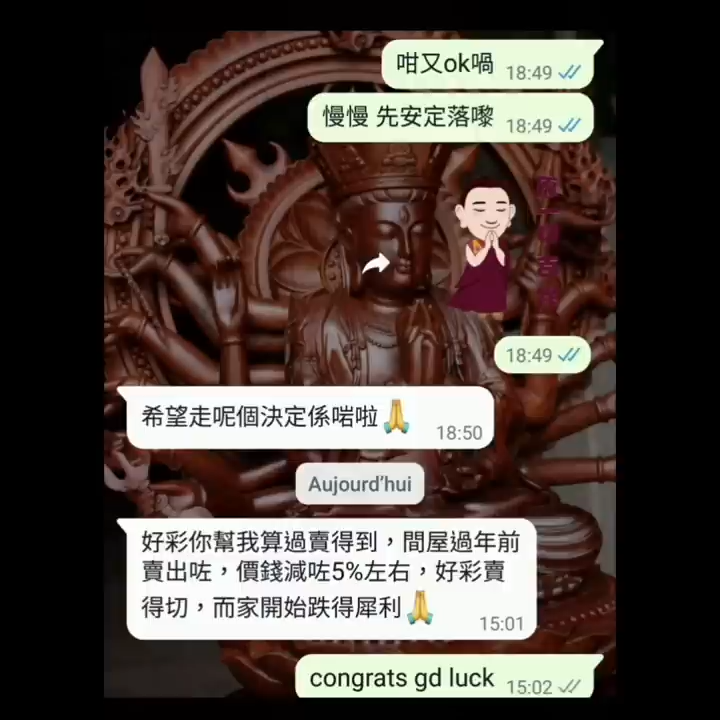 咁又ok喎
18:49
慢慢 先安定落嚟
18:49
18:49
希望走呢個決定係啱啦🙏
18:50
Aujourd'hui
好彩你幫我算過賣得到，間屋過年前
賣出咗，價錢減咗5%左右，好彩賣
得切，而家開始跌得犀利🙏
15:01
congrats gd luck
15:02